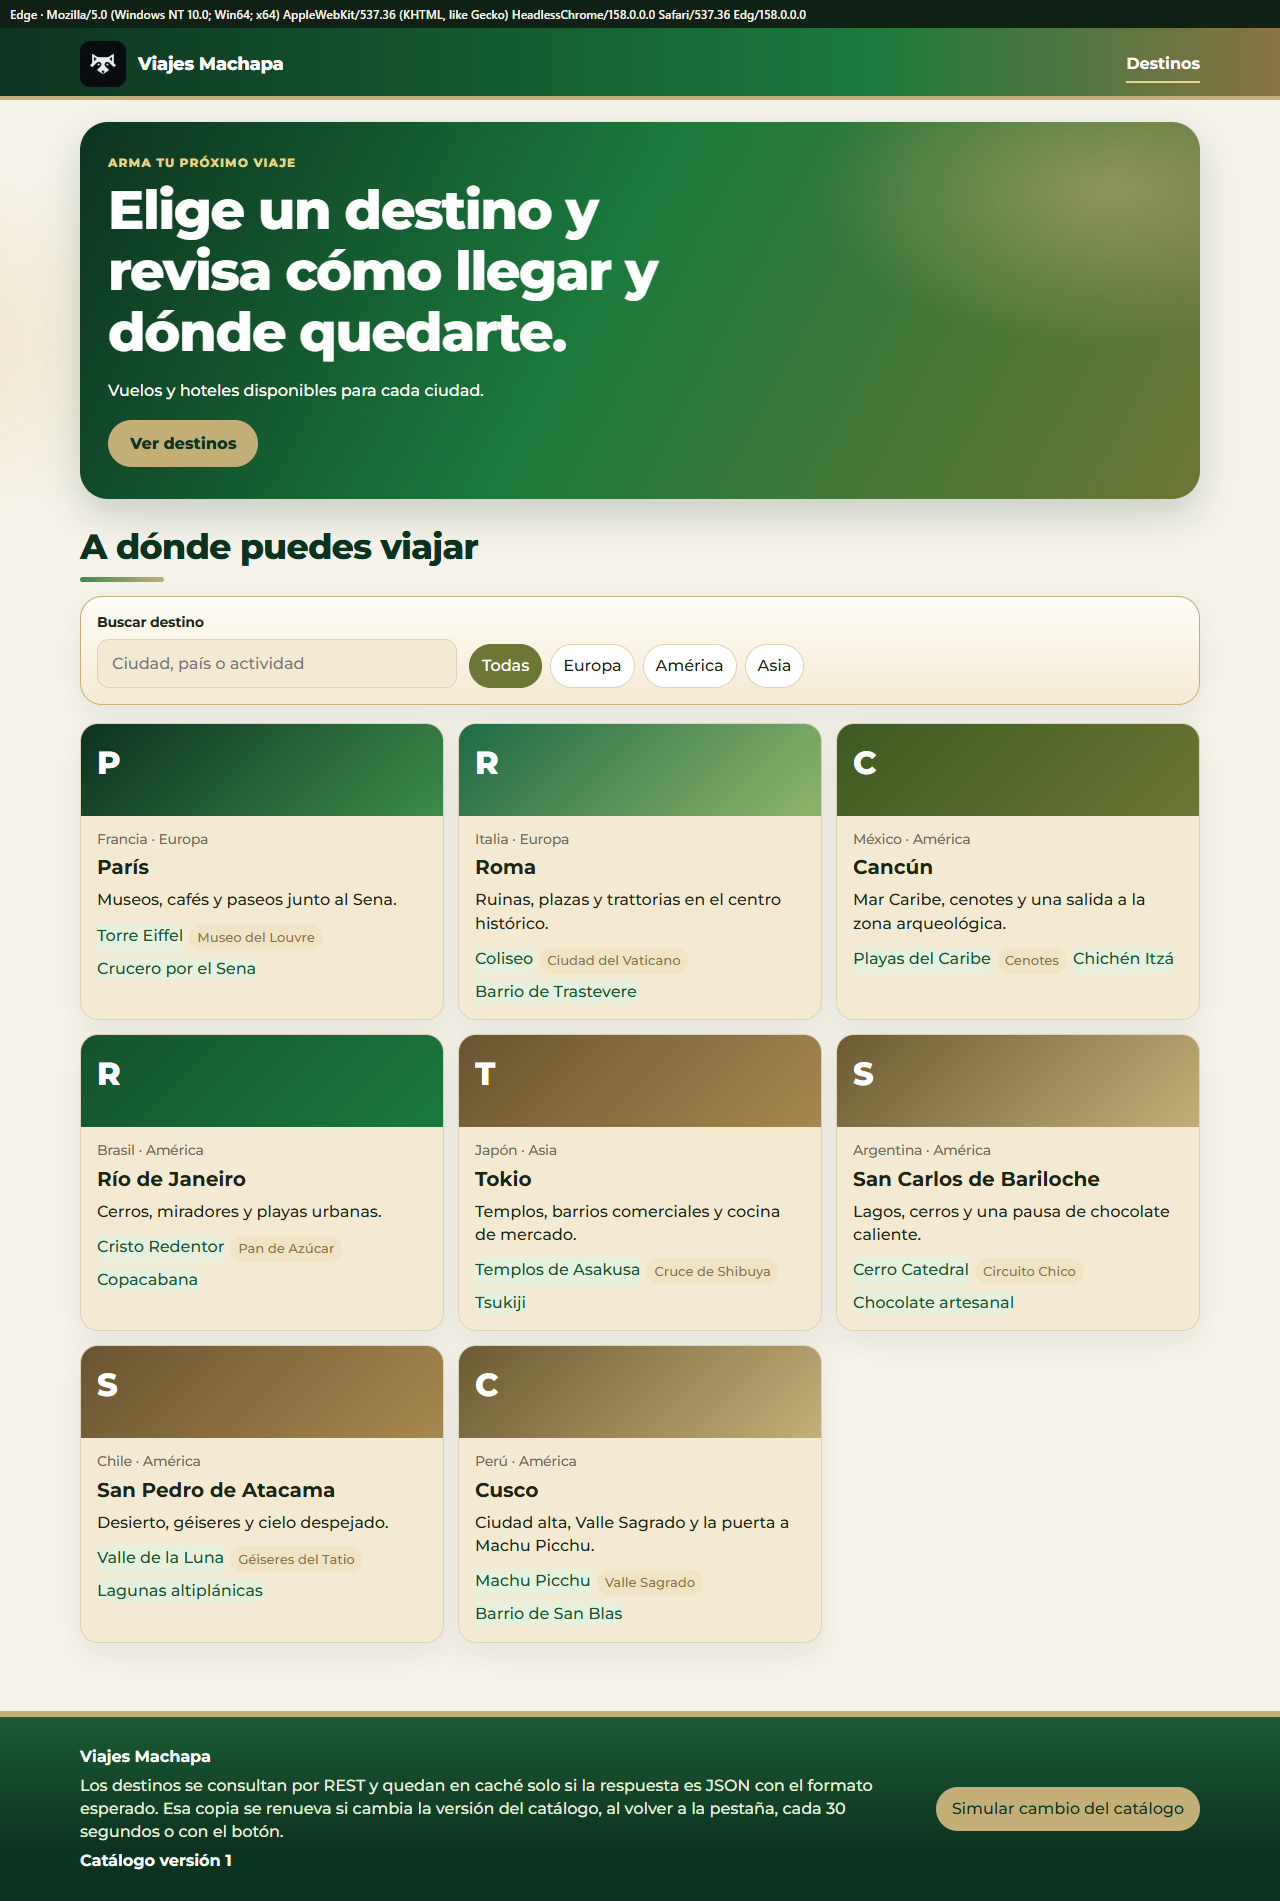 Edge · Mozilla/5.0 (Windows NT 10.0; Win64; x64) AppleWebKit/537.36 (KHTML, like Gecko) HeadlessChrome/158.0.0.0 Safari/537.36 Edg/158.0.0.0
Viajes Machapa
Destinos
ARMA TU PRÓXIMO VIAJE
Elige un destino y
revisa cómo llegar y
dónde quedarte.
Vuelos y hoteles disponibles para cada ciudad.
Ver destinos
A dónde puedes viajar
Buscar destino
Ciudad, país o actividad
Todas
Europa
América
Asia
P
Francia · Europa
París
Museos, cafés y paseos junto al Sena.
Torre Eiffel Museo del Louvre
Crucero por el Sena
R
Italia · Europa
Roma
Ruinas, plazas y trattorias en el centro
histórico.
Coliseo Ciudad del Vaticano
Barrio de Trastevere
C
México · América
Cancún
Mar Caribe, cenotes y una salida a la
zona arqueológica.
Playas del Caribe Cenotes Chichén Itzá
R
Brasil · América
Río de Janeiro
Cerros, miradores y playas urbanas.
Cristo Redentor Pan de Azúcar
Copacabana
T
Japón · Asia
Tokio
Templos, barrios comerciales y cocina
de mercado.
Templos de Asakusa Cruce de Shibuya
Tsukiji
S
Argentina · América
San Carlos de Bariloche
Lagos, cerros y una pausa de chocolate
caliente.
Cerro Catedral Circuito Chico
Chocolate artesanal
S
Chile · América
San Pedro de Atacama
Desierto, géiseres y cielo despejado.
Valle de la Luna Géiseres del Tatio
Lagunas altiplánicas
C
Perú · América
Cusco
Ciudad alta, Valle Sagrado y la puerta a
Machu Picchu.
Machu Picchu Valle Sagrado
Barrio de San Blas
Viajes Machapa
Los destinos se consultan por REST y quedan en caché solo si la respuesta es JSON con el formato
esperado. Esa copia se renueva si cambia la versión del catálogo, al volver a la pestaña, cada 30
segundos o con el botón.
Catálogo versión 1
Simular cambio del catálogo